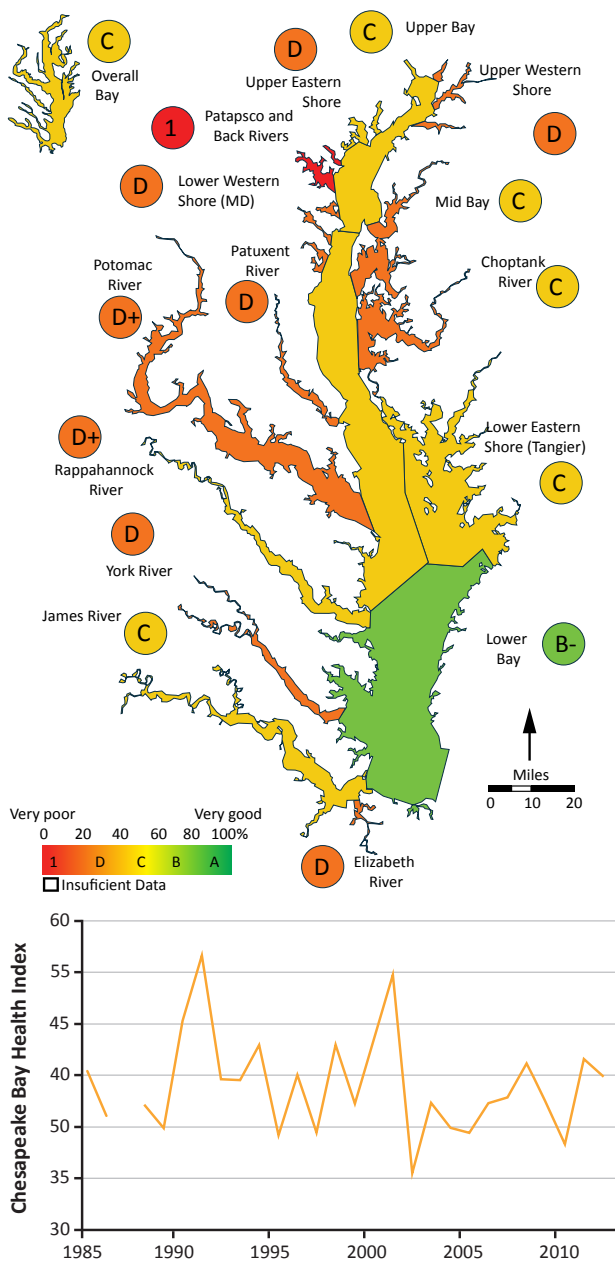 C
Overall
Bay
D
Upper Eastern
Shore
C
Upper Bay
Upper Western
Shore
D
1
Patapsco and
Back Rivers
D
Lower Western
Shore (MD)
Mid Bay
C
Potomac
River
D+
Patuxent
River
D
Choptank
River
C
D+
Rappahannock
River
Lower Eastern
Shore (Tangier)
C
D
York River
James River
C
Lower
Bay
B-
Miles
0 10 20
Very poor Very good
0 20 40 60 80 100%
1 D C B A
Insuficient Data
D
Elizabeth
River
Chesapeake Bay Health Index
60
55
45
40
50
35
30
1985 1990 1995 2000 2005 2010